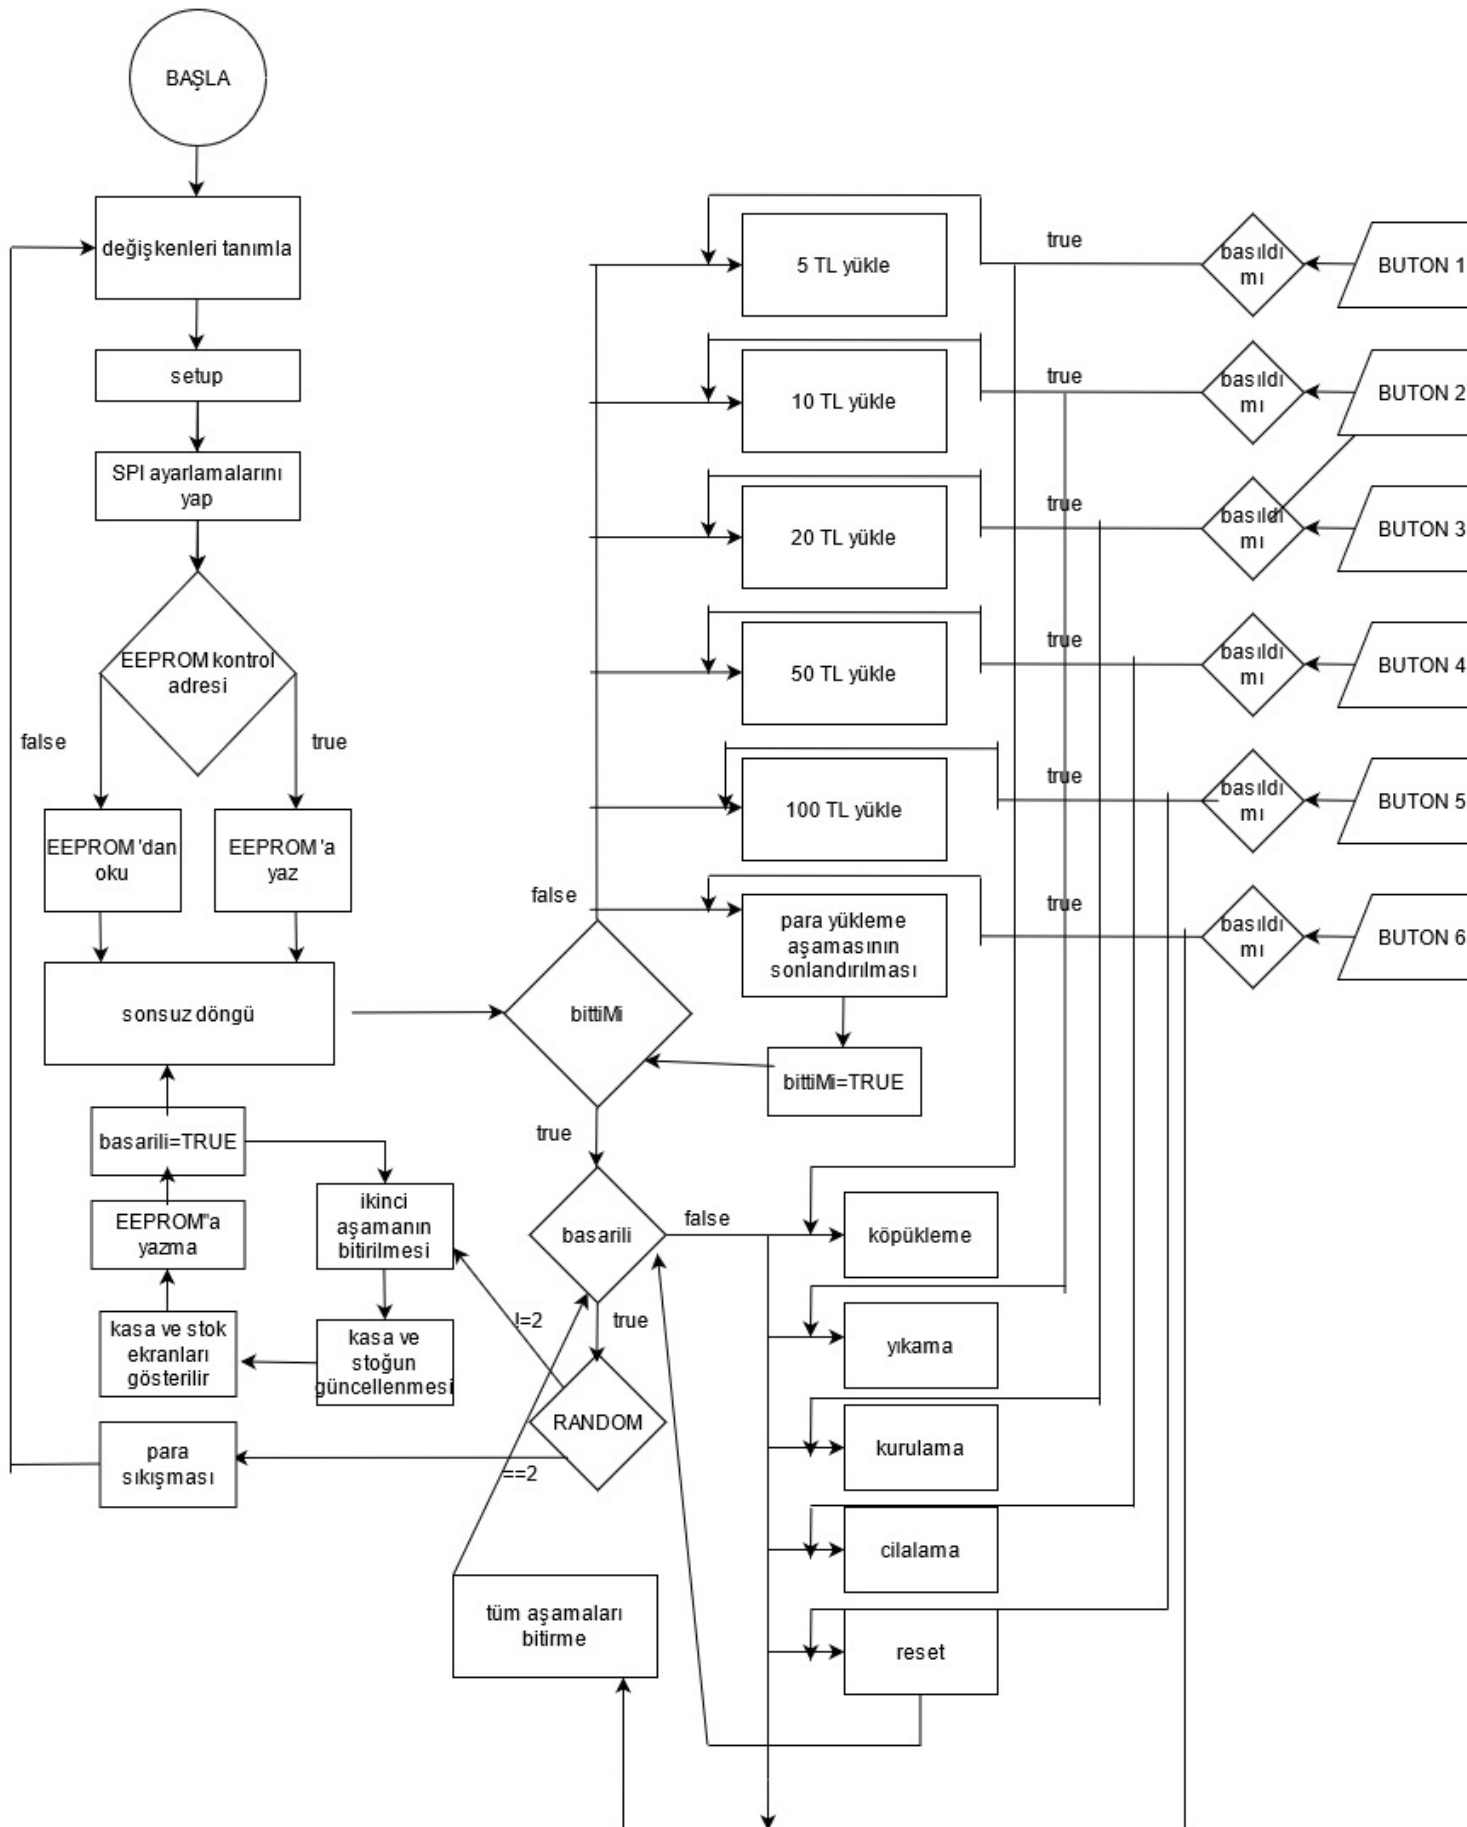 BAŞLA
değişkenleri tanımla
setup
SPI ayarlamalarını
yap
EEPROM kontrol
adresi
false
true
EEPROM'dan
oku
EEPROM'a
yaz
sonsuz döngü
basarili=TRUE
EEPROM"a
yazma
kasa ve stok
ekranları
gösterilir
para
sıkışması
ikinci
aşamanın
bitirilmesi
kasa ve
stoğun
güncellenmesi
bittiMi
false
true
basarili
false
true
RANDOM
!=2
==2
tüm aşamaları
bitirme
5 TL yükle
10 TL yükle
20 TL yükle
50 TL yükle
100 TL yükle
para yükleme
aşamasının
sonlandırılması
bittiMi=TRUE
köpükleme
yıkama
kurulama
cilalama
reset
true
basıldı
mı
BUTON 1
true
basıldı
mı
BUTON 2
true
basıldı
mı
BUTON 3
true
basıldı
mı
BUTON 4
true
basıldı
mı
BUTON 5
true
basıldı
mı
BUTON 6